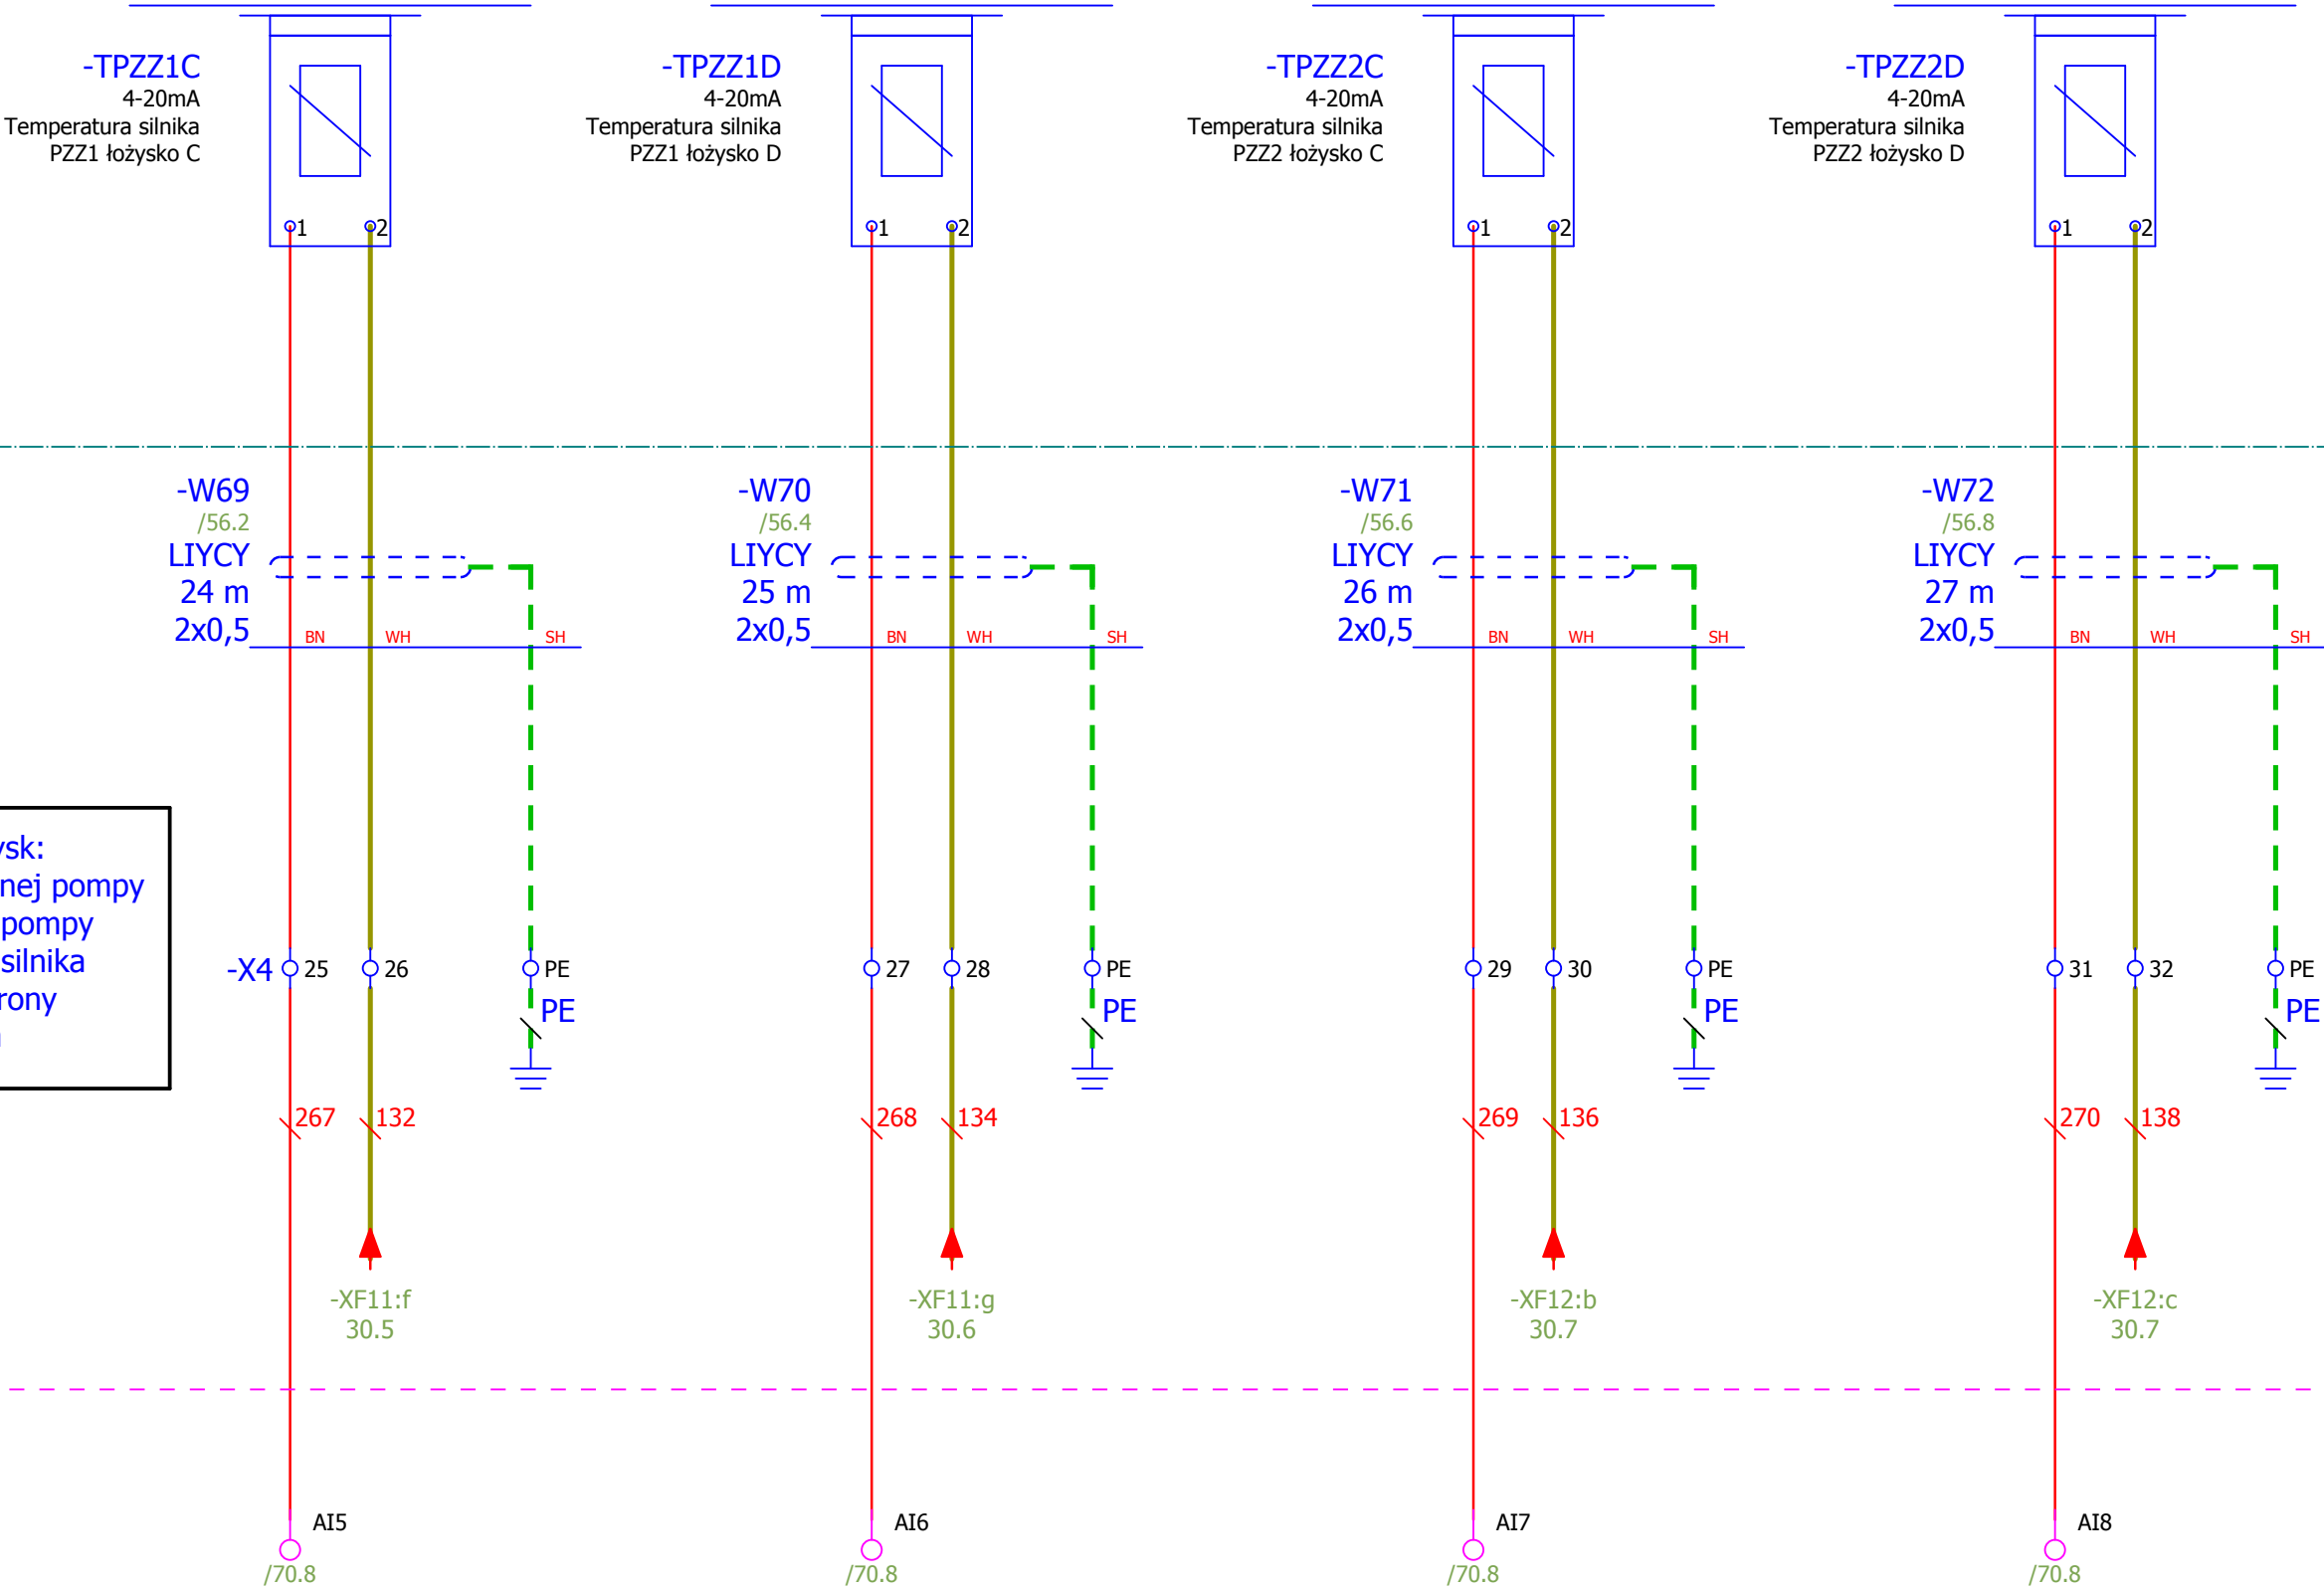 -TPZZ1C
4-20mA
Temperatura silnika
PZZ1 łożysko C
1
2
-TPZZ1D
4-20mA
Temperatura silnika
PZZ1 łożysko D
1
2
-TPZZ2C
4-20mA
Temperatura silnika
PZZ2 łożysko C
1
2
-TPZZ2D
4-20mA
Temperatura silnika
PZZ2 łożysko D
1
2
-W69
/56.2
LIYCY
24 m
2x0,5
BN WH SH
-W70
/56.4
LIYCY
25 m
2x0,5
BN WH SH
-W71
/56.6
LIYCY
26 m
2x0,5
BN WH SH
-W72
/56.8
LIYCY
27 m
2x0,5
BN WH SH
ysk:
nej pompy
pompy
silnika
rony
-X4 25 26 PE
PE
27 28 PE
PE
29 30 PE
PE
31 32 PE
PE
267 132
268 134
269 136
270 138
-XF11:f
30.5
-XF11:g
30.6
-XF12:b
30.7
-XF12:c
30.7
AI5
/70.8
AI6
/70.8
AI7
/70.8
AI8
/70.8